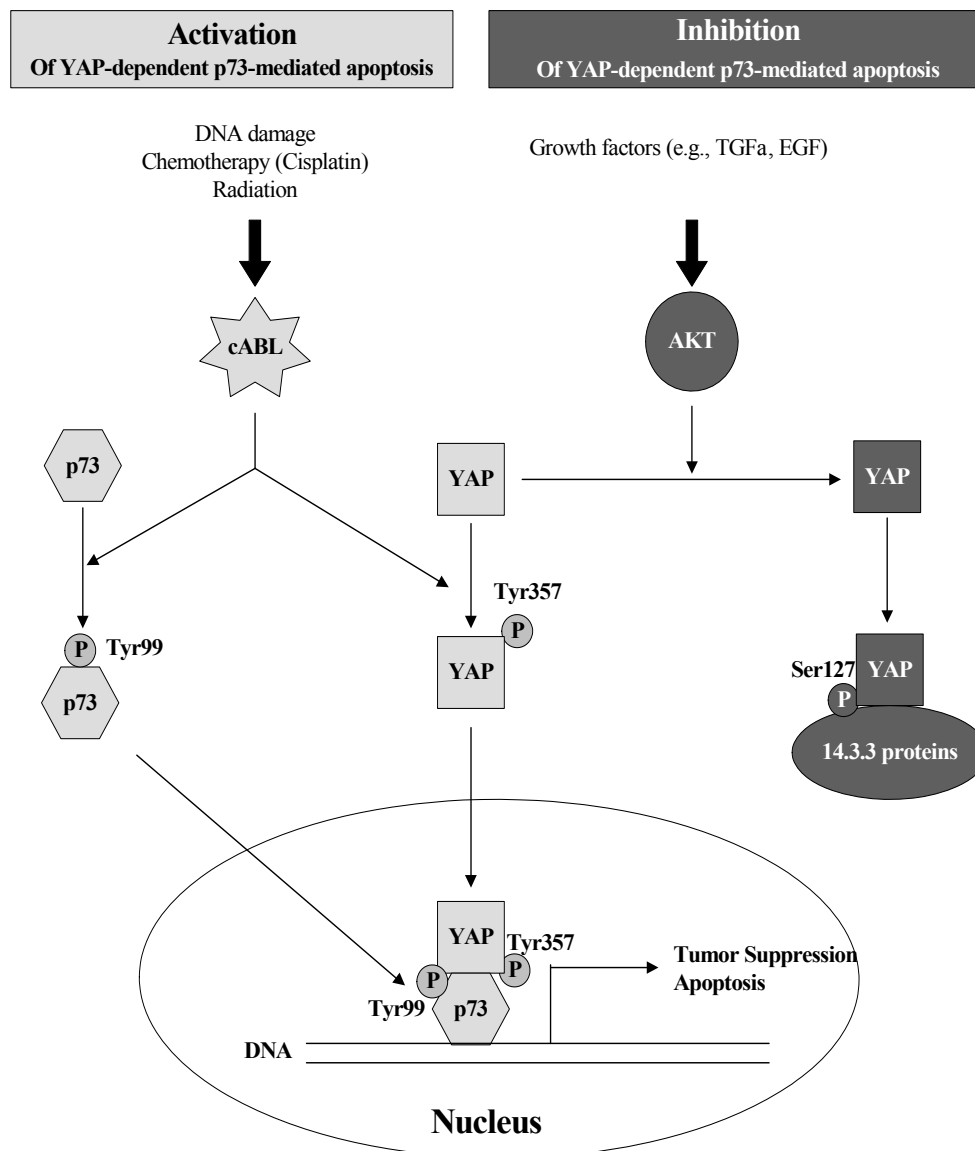 Activation
Of YAP-dependent p73-mediated apoptosis
Inhibition
Of YAP-dependent p73-mediated apoptosis
DNA damage
Chemotherapy (Cisplatin)
Radiation
Growth factors (e.g., TGFa, EGF)
cABL
AKT
p73
YAP
YAP
Tyr357
P
YAP
P
Tyr99
p73
Ser127
YAP
P
14.3.3 proteins
YAP
Tyr357
P
P
Tyr99
p73
Tumor Suppression
Apoptosis
DNA
Nucleus